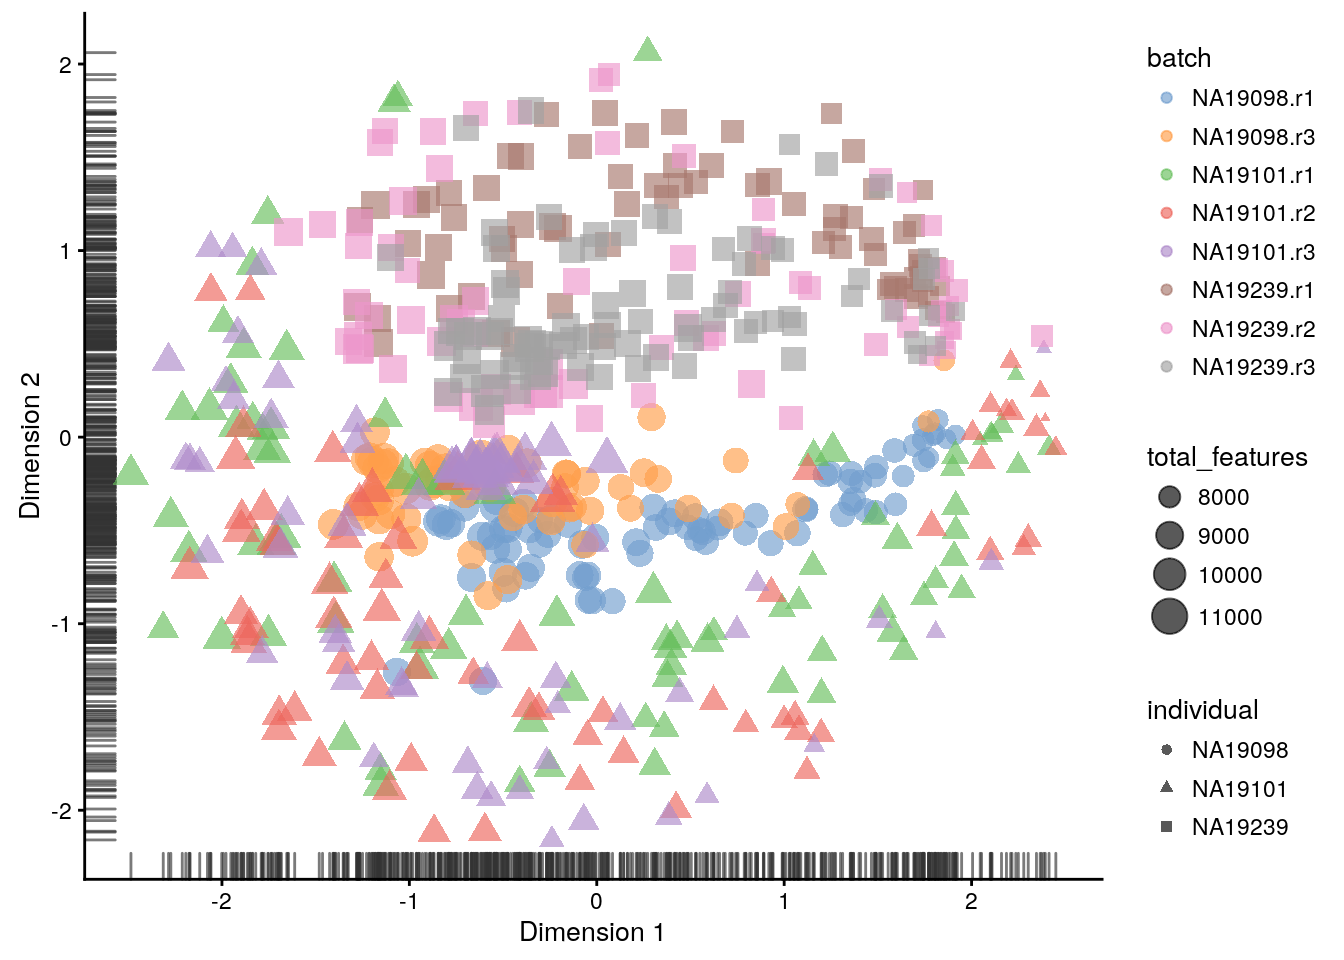 2
1
0
-1
-2
Dimension 2
-2
-1
0
1
2
Dimension 1
batch
NA19098.r1
NA19098.r3
NA19101.r1
NA19101.r2
NA19101.r3
NA19239.r1
NA19239.r2
NA19239.r3
total_features
8000
9000
10000
11000
individual
NA19098
NA19101
NA19239